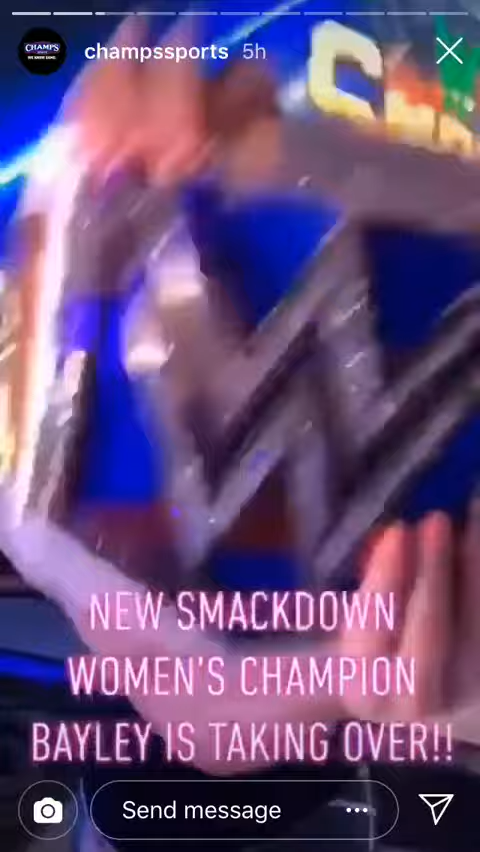 CHAMPS
champssports 5h
NEW SMACKDOWN
WOMEN'S CHAMPION
BAYLEY IS TAKING OVER!!
Send message